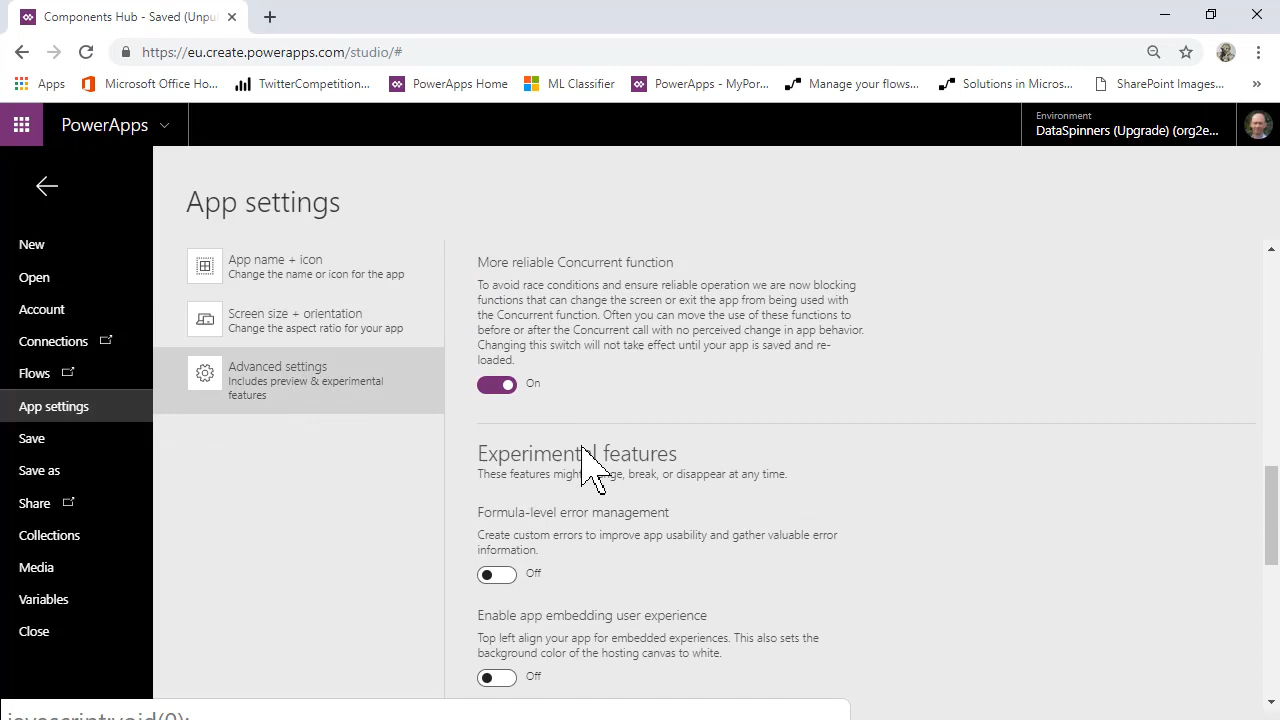 Components Hub - Saved (Unpu
https://eu.create.powerapps.com/studio/#
Apps
Microsoft Office Ho...
TwitterCompetition...
PowerApps Home
ML Classifier
PowerApps - MyPor...
Manage your flows...
Solutions in Micros...
SharePoint Images...
»
PowerApps
Environment
DataSpinners (Upgrade) (org2e...
New
Open
Account
Connections
Flows
App settings
Save
Save as
Share
Collections
Media
Variables
Close
App settings
App name + icon
Change the name or icon for the app
Screen size + orientation
Change the aspect ratio for your app
Advanced settings
Includes preview & experimental
features
More reliable Concurrent function
To avoid race conditions and ensure reliable operation we are now blocking
functions that can change the screen or exit the app from being used with
the Concurrent function. Often you can move the use of these functions to
before or after the Concurrent call with no perceived change in app behavior.
Changing this switch will not take effect until your app is saved and re-
loaded.
On
Experimental features
These features might change, break, or disappear at any time.
Formula-level error management
Create custom errors to improve app usability and gather valuable error
information.
Off
Enable app embedding user experience
Top left align your app for embedded experiences. This also sets the
background color of the hosting canvas to white.
Off
javascript:void(0);